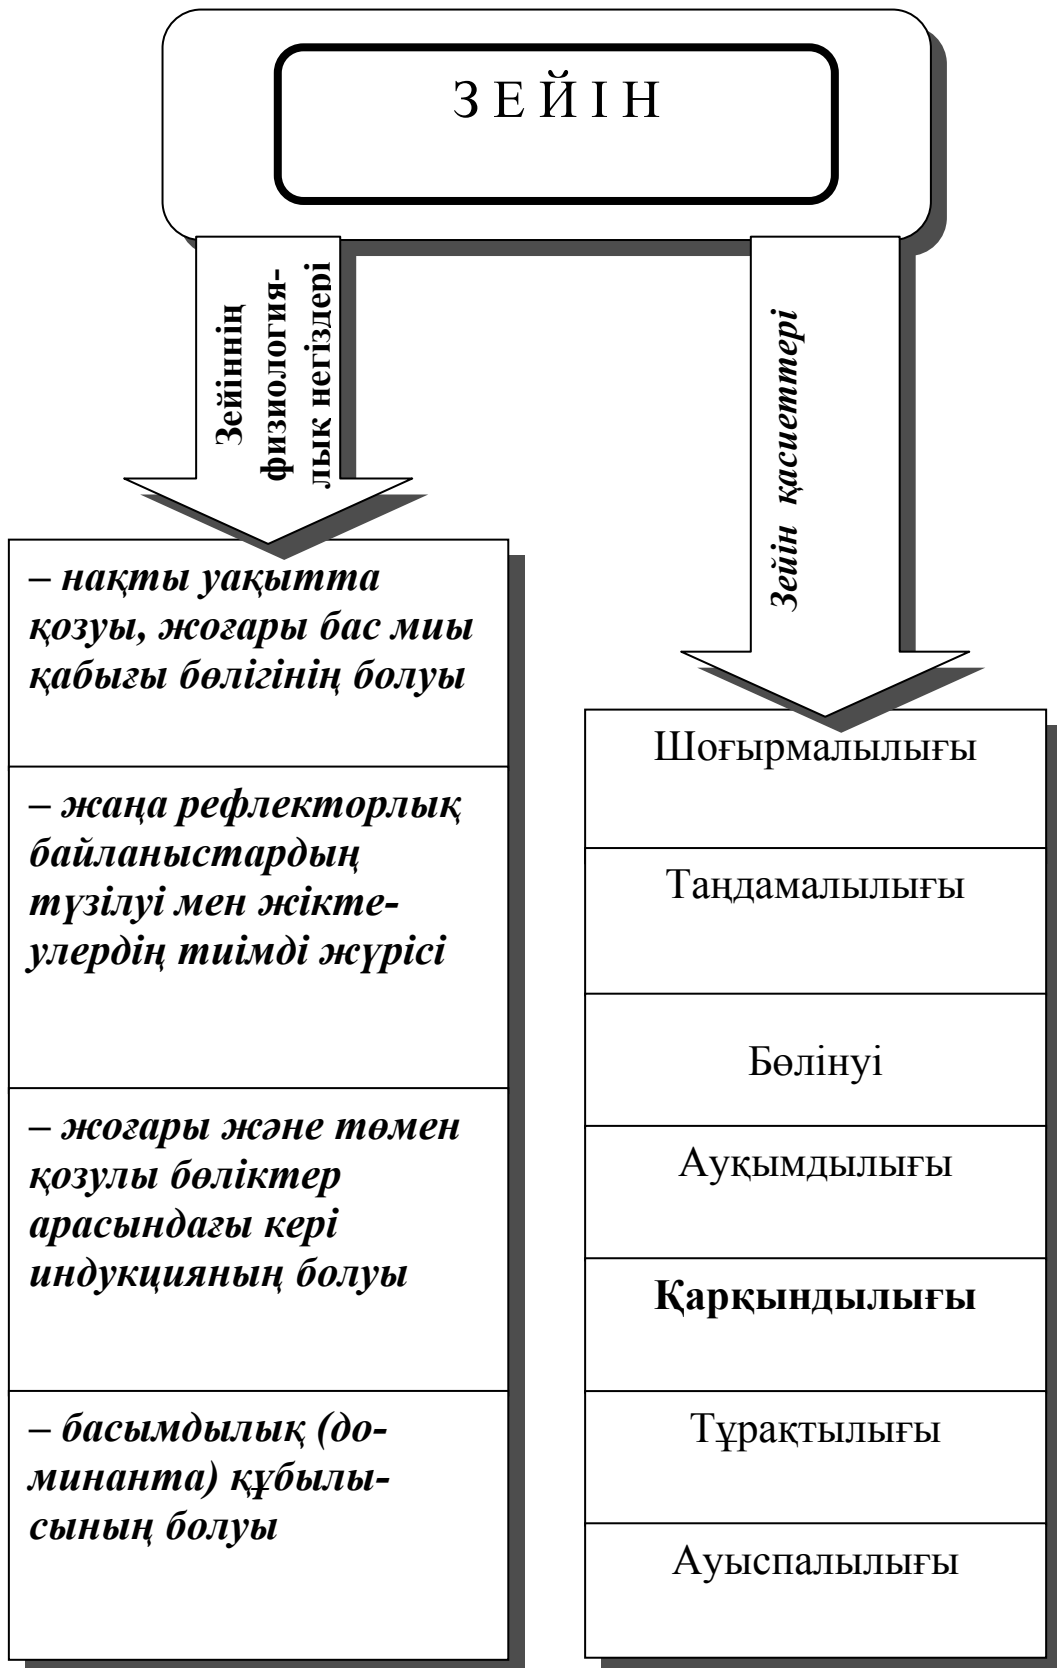 З Е Й І Н
Зейіннің
физиология-
лык негіздері
– нақты уақытта
қозуы, жоғары бас миы
қабығы бөлігінің болуы
– жаңа рефлекторлық
байланыстардың
түзілуі мен жікте-
улердің тиімді жүрісі
– жоғары және төмен
қозулы бөліктер
арасындағы кері
индукцияның болуы
– басымдылық (до-
минанта) құбылы-
сының болуы
Зейін қасиеттері
Шоғырмалылығы
Таңдамалылығы
Бөлінуі
Ауқымдылығы
Қарқындылығы
Тұрақтылығы
Ауыспалылығы